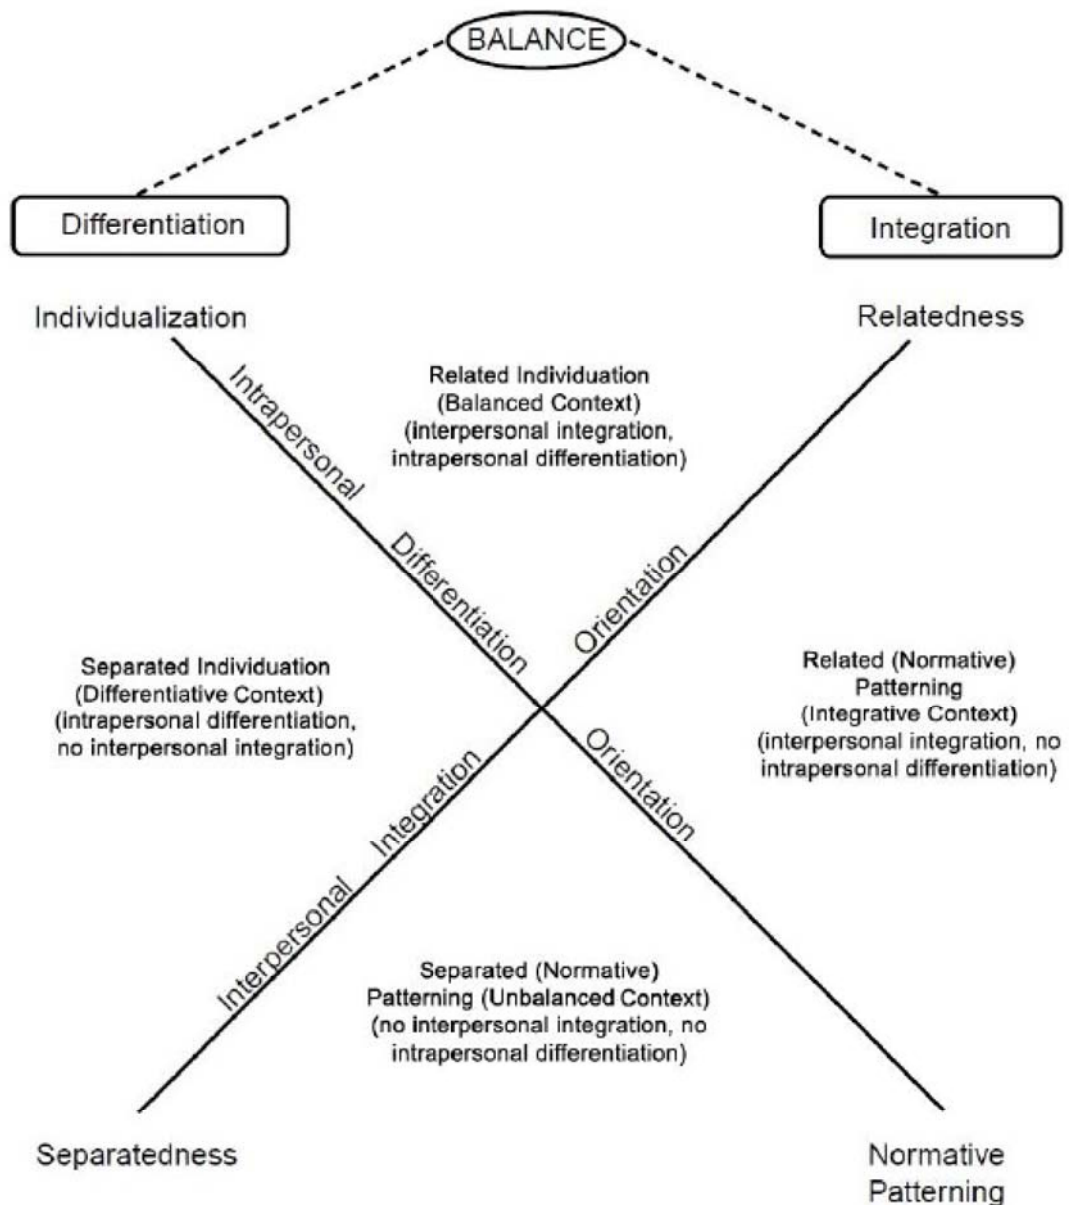 BALANCE
Differentiation
Integration
Individualization
Relatedness
Intrapersonal Differentiation Orientation
Related Individuation
(Balanced Context)
(interpersonal integration,
intrapersonal differentiation)
Interpersonal Integration Orientation
Separated Individuation
(Differentiative Context)
(intrapersonal differentiation,
no interpersonal integration)
Related (Normative)
Patterning
(Integrative Context)
(interpersonal integration, no
intrapersonal differentiation)
Separated (Normative)
Patterning (Unbalanced Context)
(no interpersonal integration, no
intrapersonal differentiation)
Separatedness
Normative
Patterning